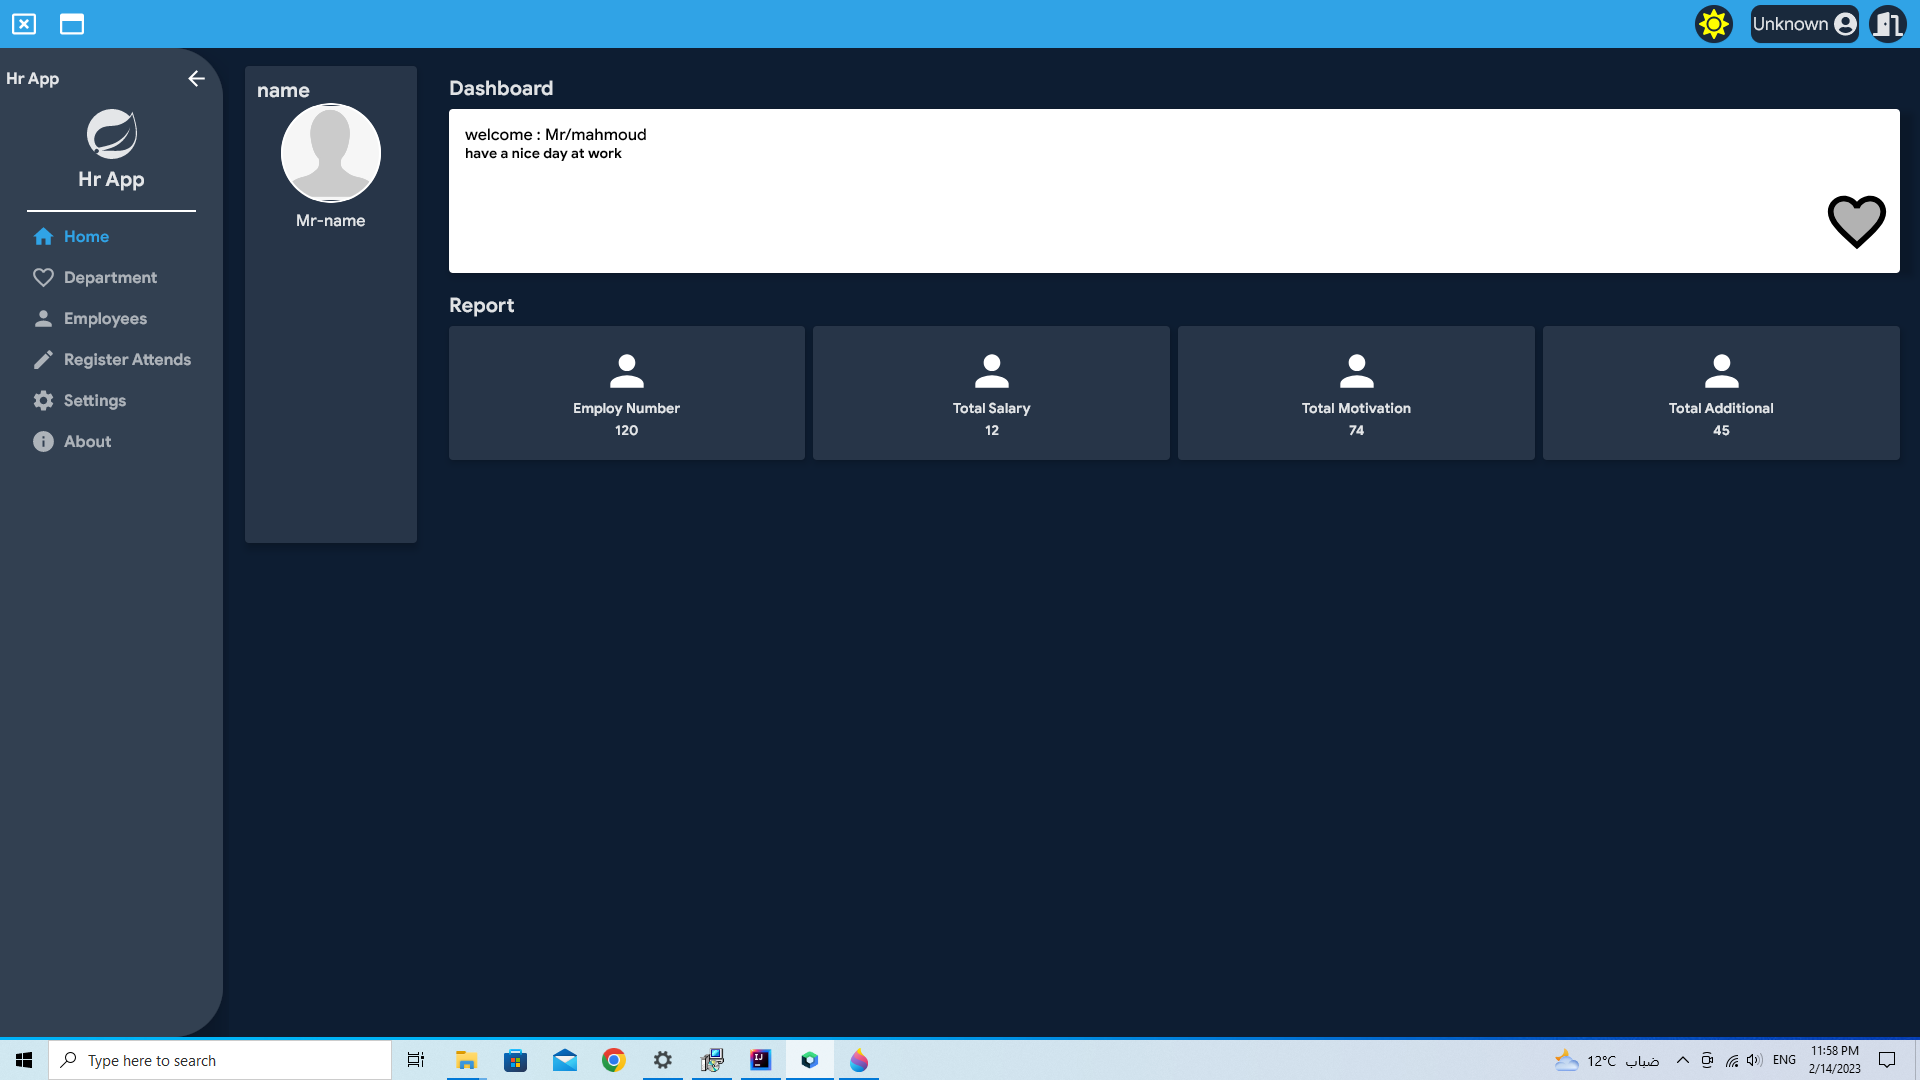 Unknown
Hr App
Hr App
Home
Department
Employees
Register Attends
Settings
About
name
Mr-name
Dashboard
welcome : Mr/mahmoud
have a nice day at work
Report
Employ Number
120
Total Salary
12
Total Motivation
74
Total Additional
45
Type here to search
12°C ضباب
ENG
11:58 PM
2/14/2023